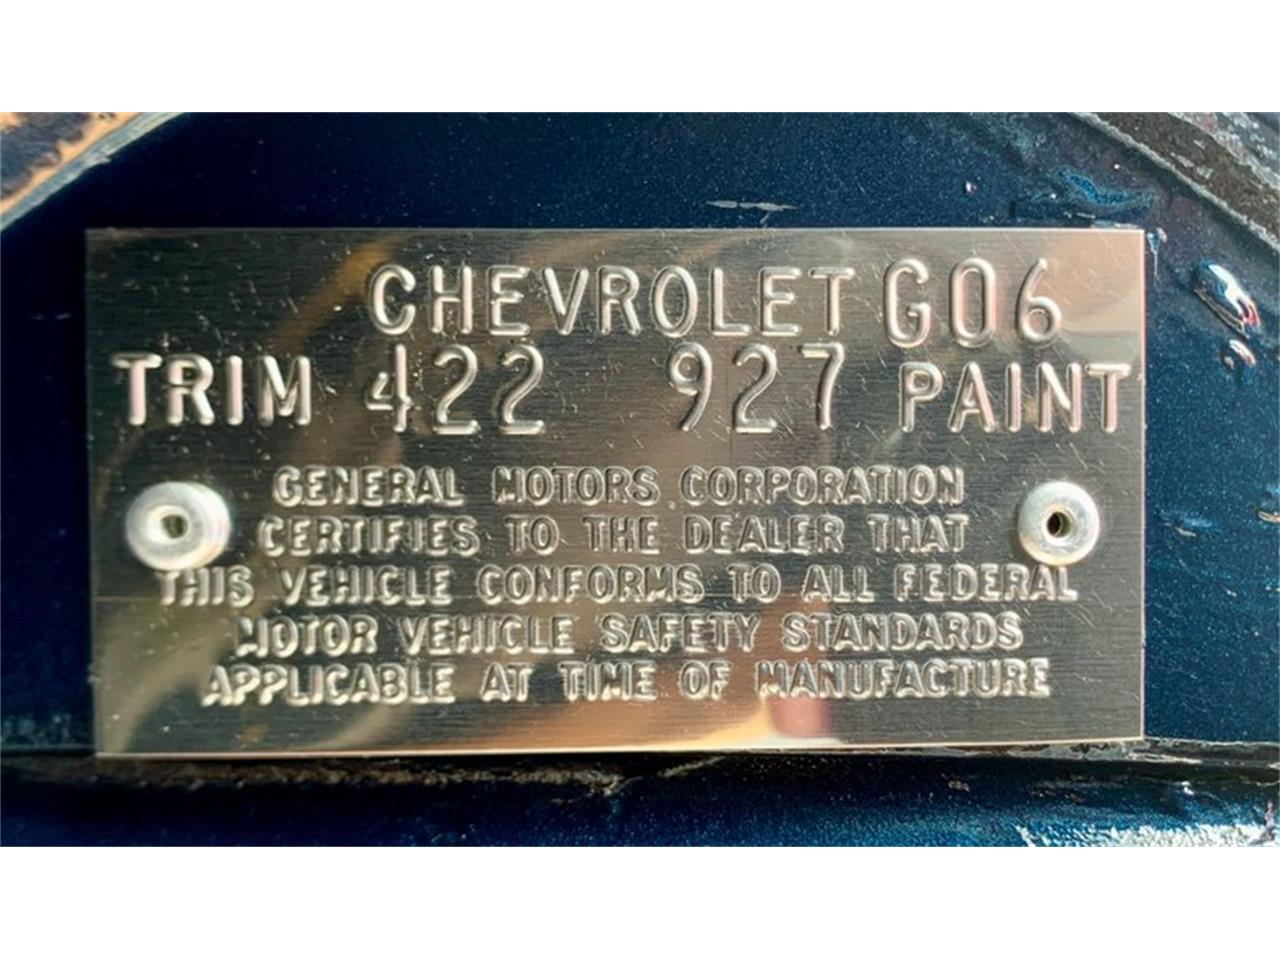 CHEVROLET G06
TRIM 422 927 PAINT
GENERAL MOTORS CORPORATION
CERTIFIES TO THE DEALER THAT
THIS VEHICLE CONFORMS TO ALL FEDERAL
MOTOR VEHICLE SAFETY STANDARDS
APPLICABLE AT TIME OF MANUFACTURE